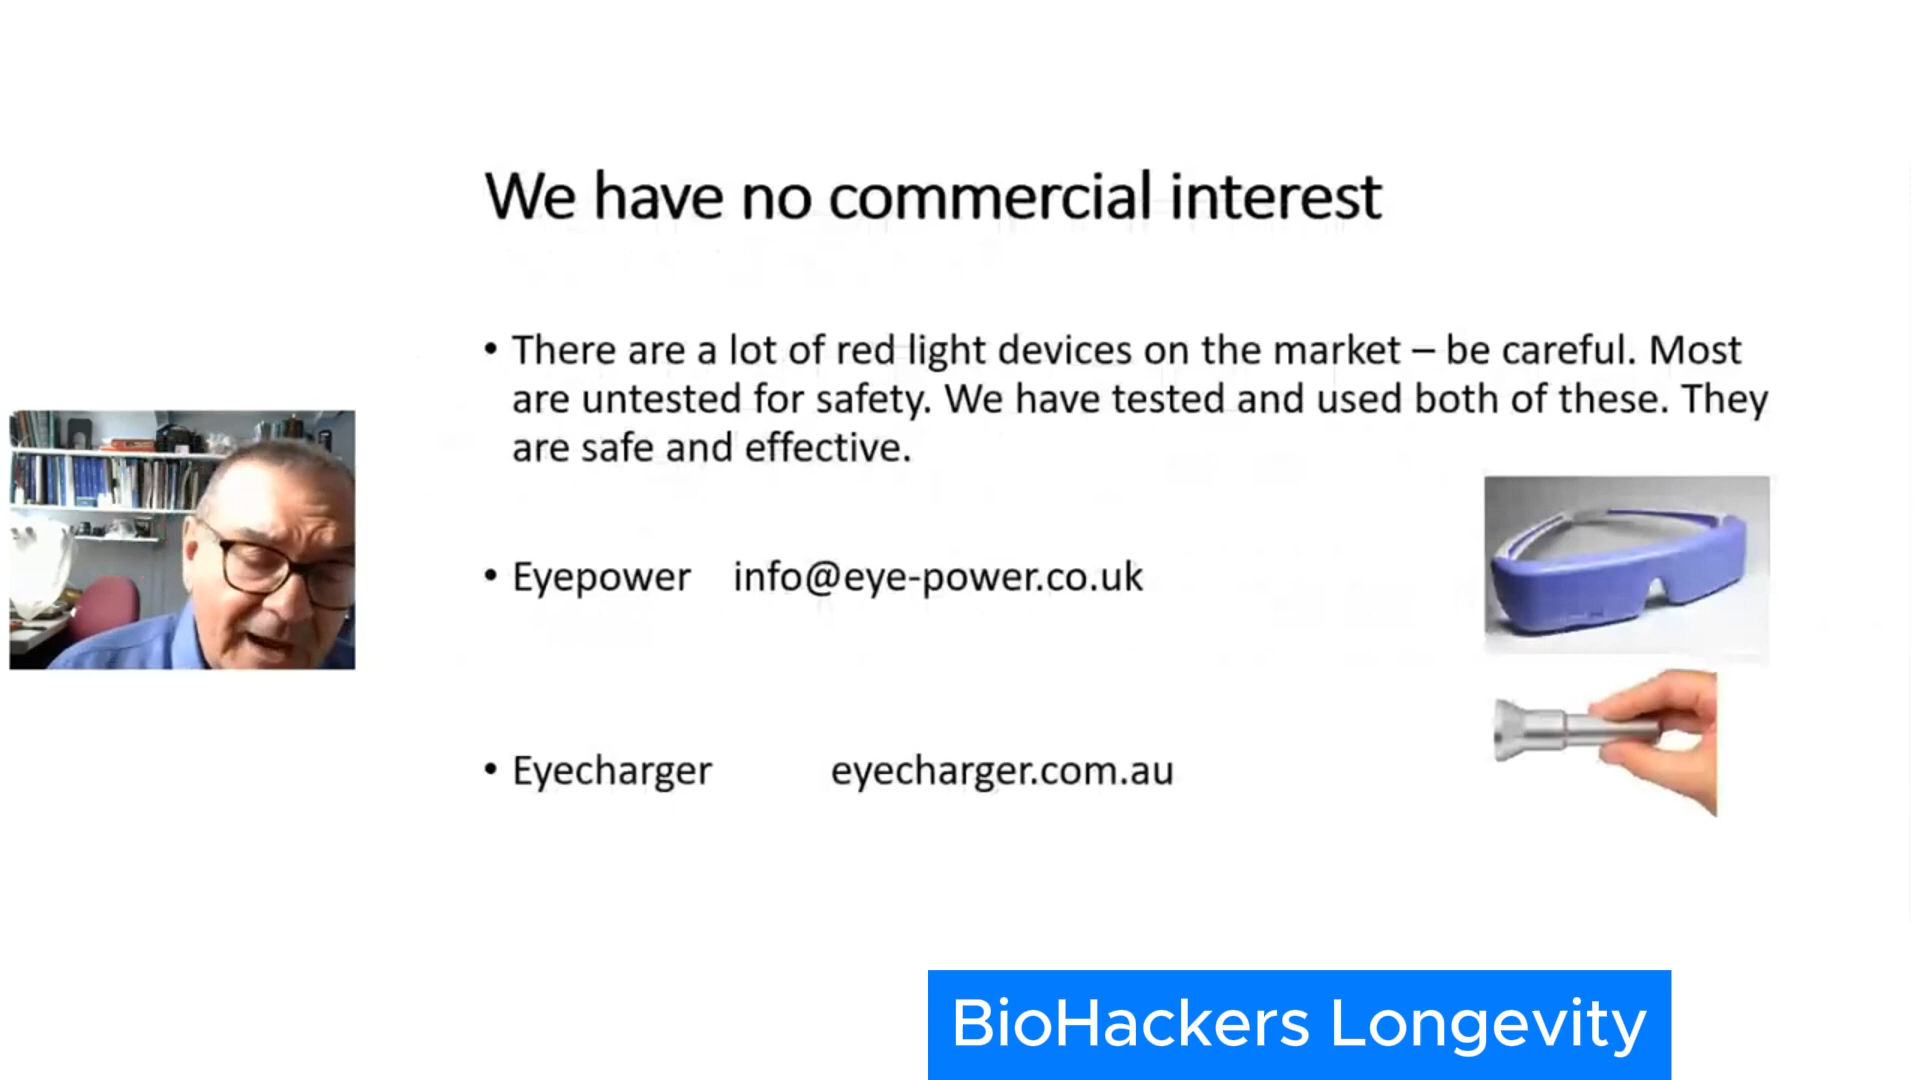 We have no commercial interest
• There are a lot of red light devices on the market – be careful. Most
are untested for safety. We have tested and used both of these. They
are safe and effective.
• Eyepower info@eye-power.co.uk
• Eyecharger eyecharger.com.au
BioHackers Longevity